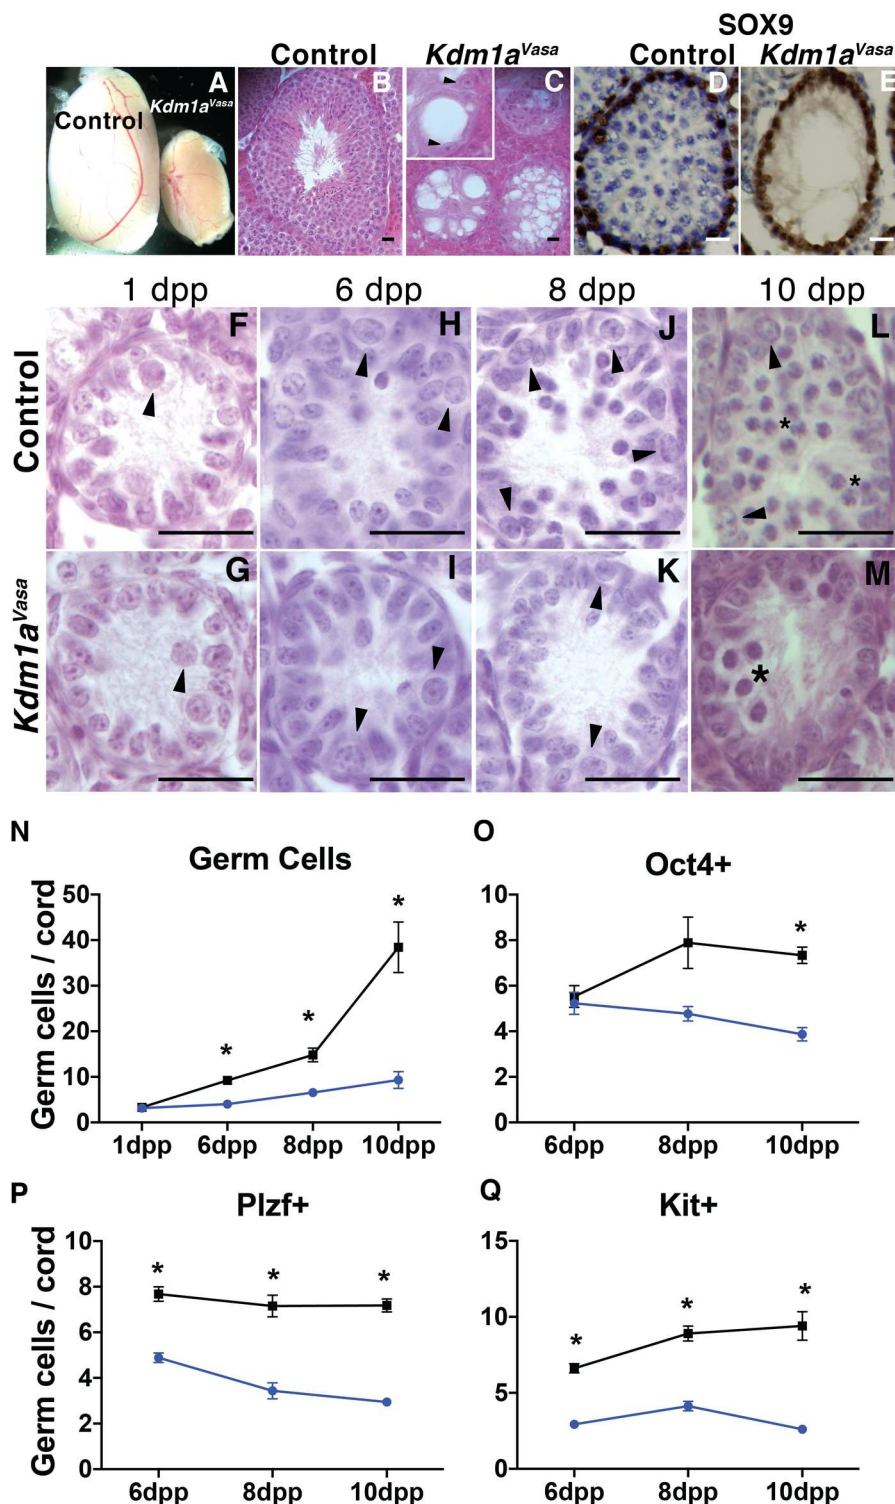 SOX9
Control Kdm1aVasa Control Kdm1aVasa
A B C D E
Control Kdm1aVasa
1 dpp 6 dpp 8 dpp 10 dpp
Control
F H J L
* *
Kdm1aVasa
G I K M
*
N
Germ Cells
Germ cells / cord
50
40
30
20
10
0
* * *
1dpp 6dpp 8dpp 10dpp
O
Oct4+
10
8
6
4
2
0
*
6dpp 8dpp 10dpp
P
Plzf+
Germ cells / cord
10
8
6
4
2
0
* * *
6dpp 8dpp 10dpp
Q
Kit+
15
10
5
0
* * *
6dpp 8dpp 10dpp